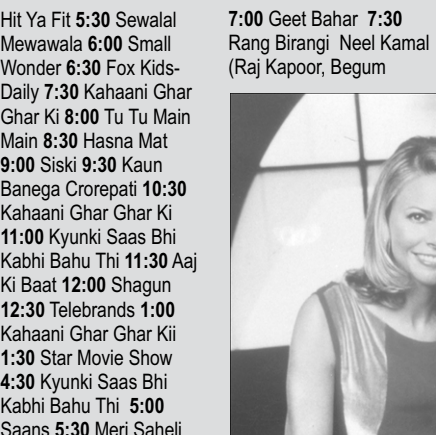 Hit Ya Fit 5:30 Sewalal
Mewawala 6:00 Small
Wonder 6:30 Fox Kids-
Daily 7:30 Kahaani Ghar
Ghar Ki 8:00 Tu Tu Main
Main 8:30 Hasna Mat
9:00 Siski 9:30 Kaun
Banega Crorepati 10:30
Kahaani Ghar Ghar Ki
11:00 Kyunki Saas Bhi
Kabhi Bahu Thi 11:30 Aaj
Ki Baat 12:00 Shagun
12:30 Telebrands 1:00
Kahaani Ghar Ghar Kii
1:30 Star Movie Show
4:30 Kyunki Saas Bhi
Kabhi Bahu Thi 5:00
Saans 5:30 Meri Saheli
7:00 Geet Bahar 7:30
Rang Birangi Neel Kamal
(Raj Kapoor, Begum